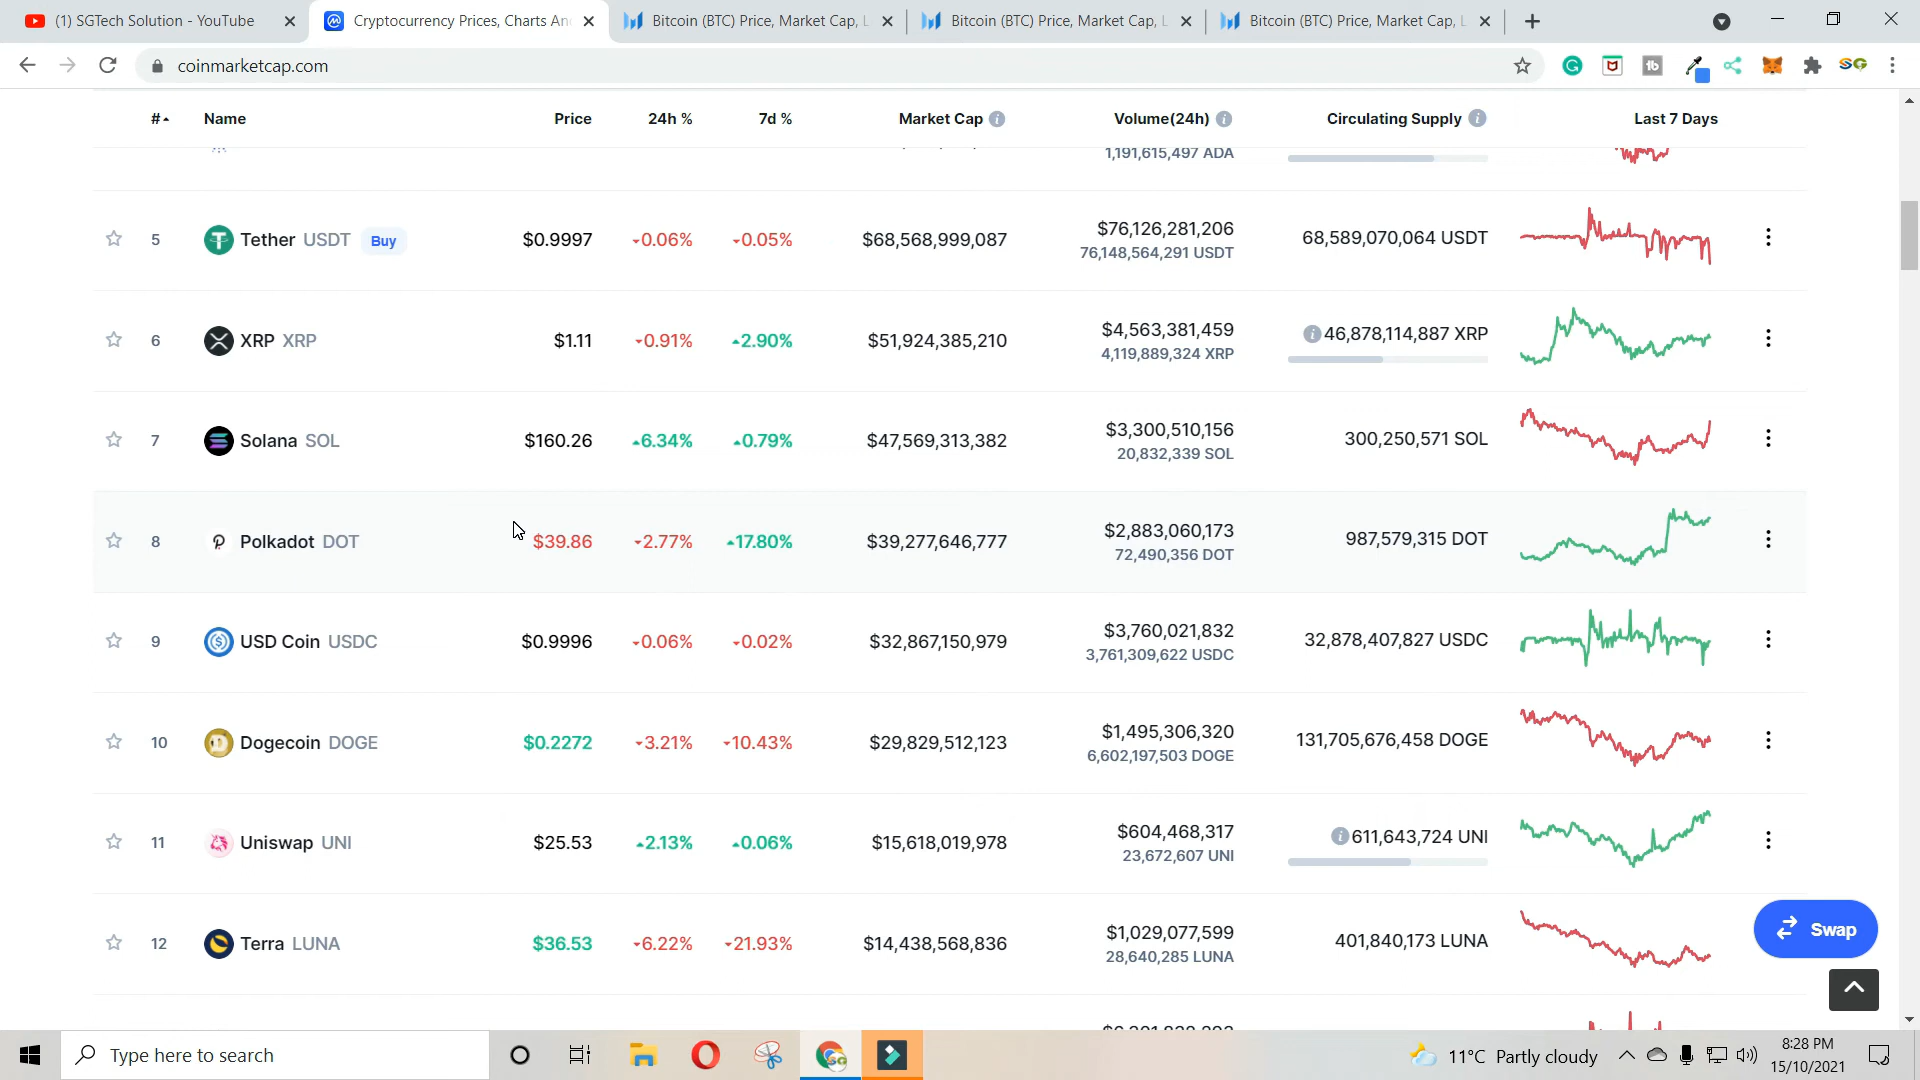 (1) SGTech Solution - YouTube
Cryptocurrency Prices, Charts An
Bitcoin (BTC) Price, Market Cap, L
Bitcoin (BTC) Price, Market Cap, L
Bitcoin (BTC) Price, Market Cap, L
coinmarketcap.com
# Name Price 24h % 7d % Market Cap Volume(24h) Circulating Supply Last 7 Days
1,191,615,497 ADA
5 Tether USDT Buy $0.9997 0.06% 0.05% $68,568,999,087 $76,126,281,206 68,589,070,064 USDT
76,148,564,291 USDT
6 XRP XRP $1.11 0.91% 2.90% $51,924,385,210 $4,563,381,459 46,878,114,887 XRP
4,119,889,324 XRP
7 Solana SOL $160.26 6.34% 0.79% $47,569,313,382 $3,300,510,156 300,250,571 SOL
20,832,339 SOL
8 Polkadot DOT $39.86 2.77% 17.80% $39,277,646,777 $2,883,060,173 987,579,315 DOT
72,490,356 DOT
9 USD Coin USDC $0.9996 0.06% 0.02% $32,867,150,979 $3,760,021,832 32,878,407,827 USDC
3,761,309,622 USDC
10 Dogecoin DOGE $0.2272 3.21% 10.43% $29,829,512,123 $1,495,306,320 131,705,676,458 DOGE
6,602,197,503 DOGE
11 Uniswap UNI $25.53 2.13% 0.06% $15,618,019,978 $604,468,317 611,643,724 UNI
23,672,607 UNI
12 Terra LUNA $36.53 6.22% 21.93% $14,438,568,836 $1,029,077,599 401,840,173 LUNA
28,640,285 LUNA
Swap
Type here to search
11°C Partly cloudy
8:28 PM
15/10/2021